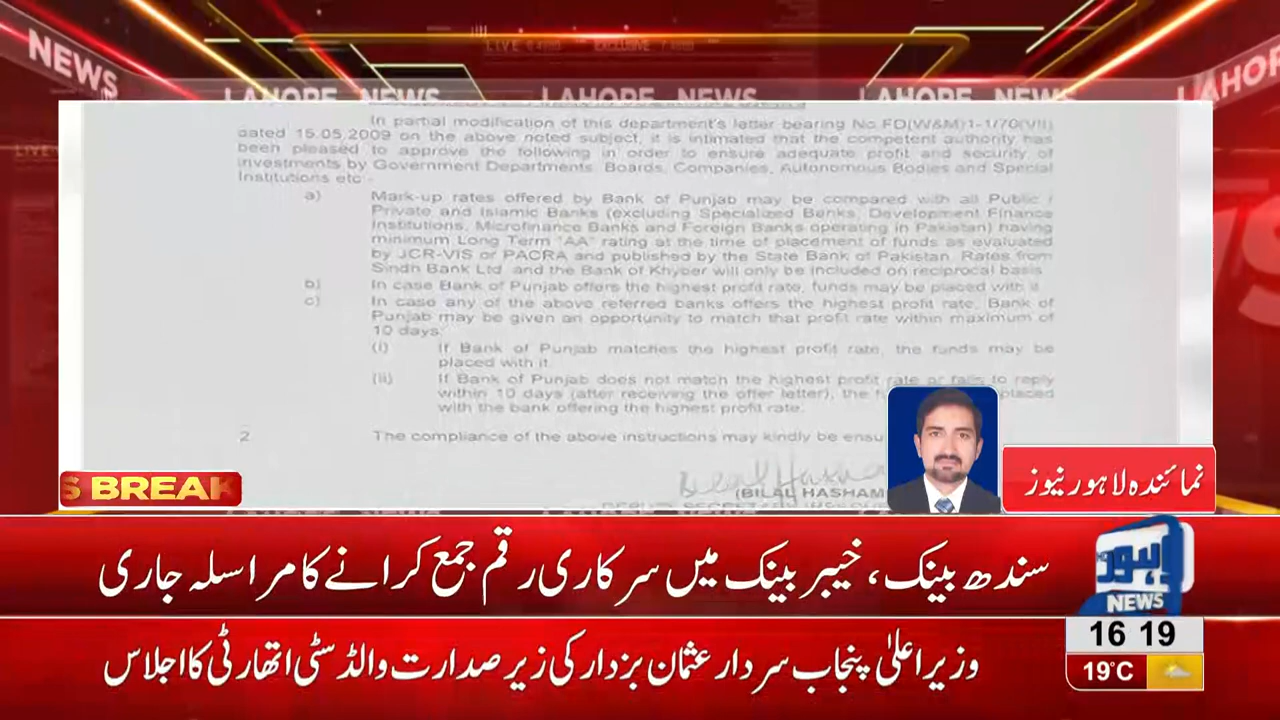 NEWS
LAHORE NEWS
LAHORE NEWS
LAHORE NEWS
LAHORE
In partial modification of this department's letter bearing No.FD(W&M)1-1/70(VII)
dated 15.05.2009 on the above noted subject, it is intimated that the competent authority has
been pleased to approve the following in order to ensure adequate profit and security of
investments by Government Departments, Boards, Companies, Autonomous Bodies and Special
Institutions etc.-
a) Mark-up rates offered by Bank of Punjab may be compared with all Public /
Private and Islamic Banks (excluding Specialized Banks, Development Finance
Institutions, Microfinance Banks and Foreign Banks operating in Pakistan) having
minimum Long Term "AA" rating at the time of placement of funds as evaluated
by JCR-VIS or PACRA and published by the State Bank of Pakistan. Rates from
Sindh Bank Ltd. and the Bank of Khyber will only be included on reciprocal basis
b) In case Bank of Punjab offers the highest profit rate, funds may be placed with it
c) In case any of the above referred banks offers the highest profit rate, Bank of
Punjab may be given an opportunity to match that profit rate within maximum of
10 days:
(i) If Bank of Punjab matches the highest profit rate, the funds may be
placed with it
(ii) If Bank of Punjab does not match the highest profit rate or fails to reply
within 10 days (after receiving the offer letter), the placed
with the bank offering the highest profit rate.
2. The compliance of the above instructions may kindly be
(BILAL HASHAM
نمائندہ لاہور نیوز
S BREAK
سندھ بینک، خیبر بینک میں سرکاری رقم جمع کرانے کا مراسلہ جاری
لاہور
NEWS
16 19
19°C
وزیر اعلیٰ پنجاب سردار عثمان بزدار کی زیر صدارت والڈ سٹی اتھارٹی کا اجلاس